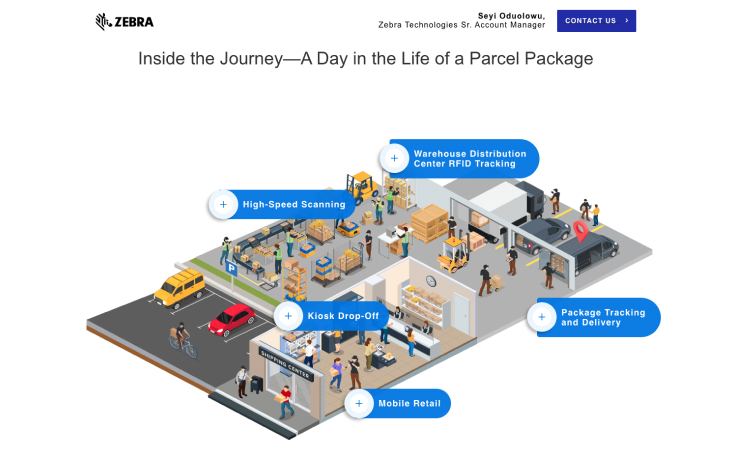 ZEBRA
Seyi Oduolowu,
Zebra Technologies Sr. Account Manager
CONTACT US
Inside the Journey—A Day in the Life of a Parcel Package
Warehouse Distribution
Center RFID Tracking
High-Speed Scanning
P
Kiosk Drop-Off
Package Tracking
and Delivery
SHIPPING CENTER
Mobile Retail